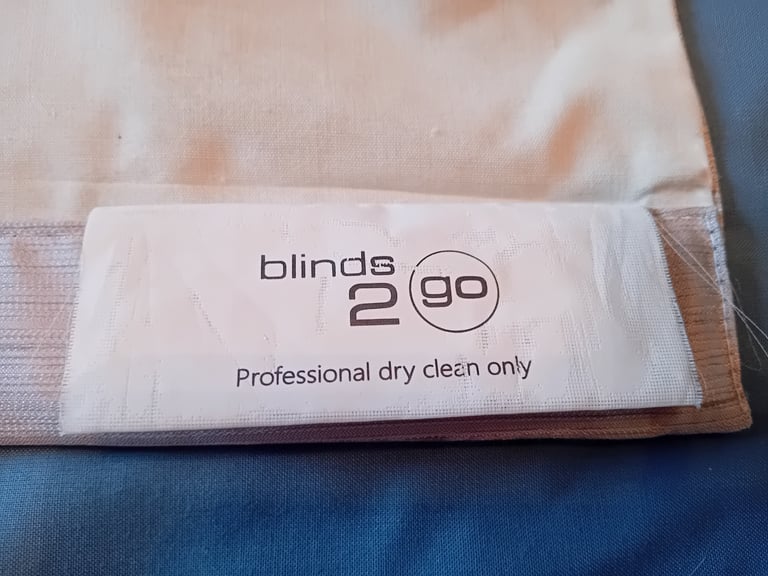 blinds
2 go
Professional dry clean only